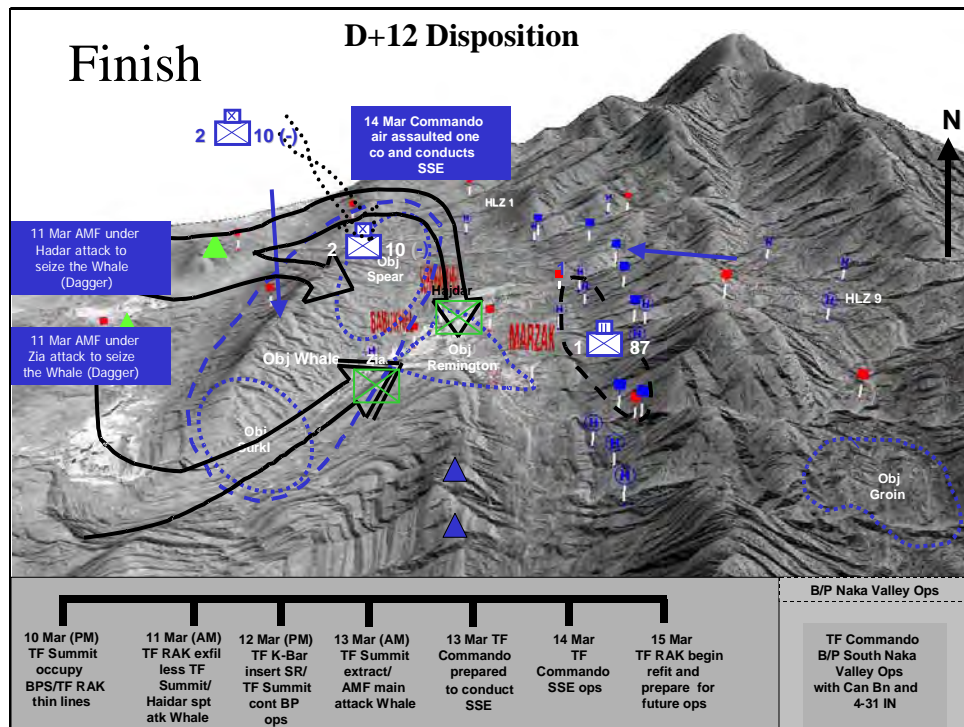 D+12 Disposition
Finish
2 10 (-)
14 Mar Commando
air assaulted one
co and conducts
SSE
N
HLZ 1
11 Mar AMF under
Hadar attack to
seize the Whale
(Dagger)
2 10 (-)
Obj
Spear
HLZ 9
Hajdar
MARZAK
1 87
11 Mar AMF under
Zia attack to seize
the Whale (Dagger)
Obj Whale
Zia
Obj
Remington
Obj
Obj
Groin
B/P Naka Valley Ops
10 Mar (PM)
TF Summit
occupy
BPS/TF RAK
thin lines
11 Mar (AM)
TF RAK exfil
less TF
Summit/
Haidar spt
atk Whale
12 Mar (PM)
TF K-Bar
insert SR/
TF Summit
cont BP
ops
13 Mar (AM)
TF Summit
extract/
AMF main
attack Whale
13 Mar TF
Commando
prepared
to conduct
SSE
14 Mar
TF
Commando
SSE ops
15 Mar
TF RAK begin
refit and
prepare for
future ops
TF Commando
B/P South Naka
Valley Ops
with Can Bn and
4-31 IN